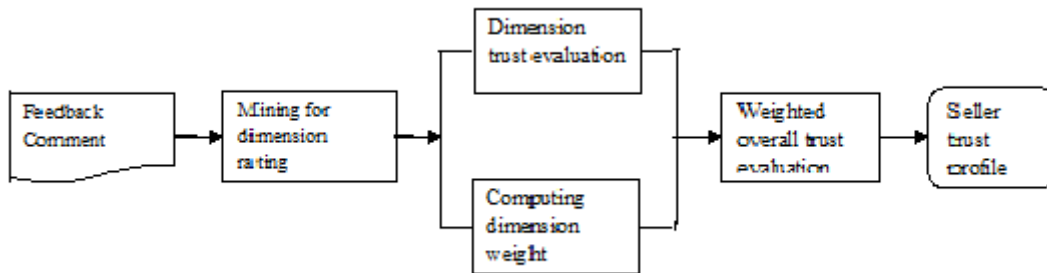 Feedback
Comment
Mining for
dimension
rating
Dimension
trust evaluation
Computing
dimension
weight
Weighted
overall trust
evaluation
Seller
trust
profile